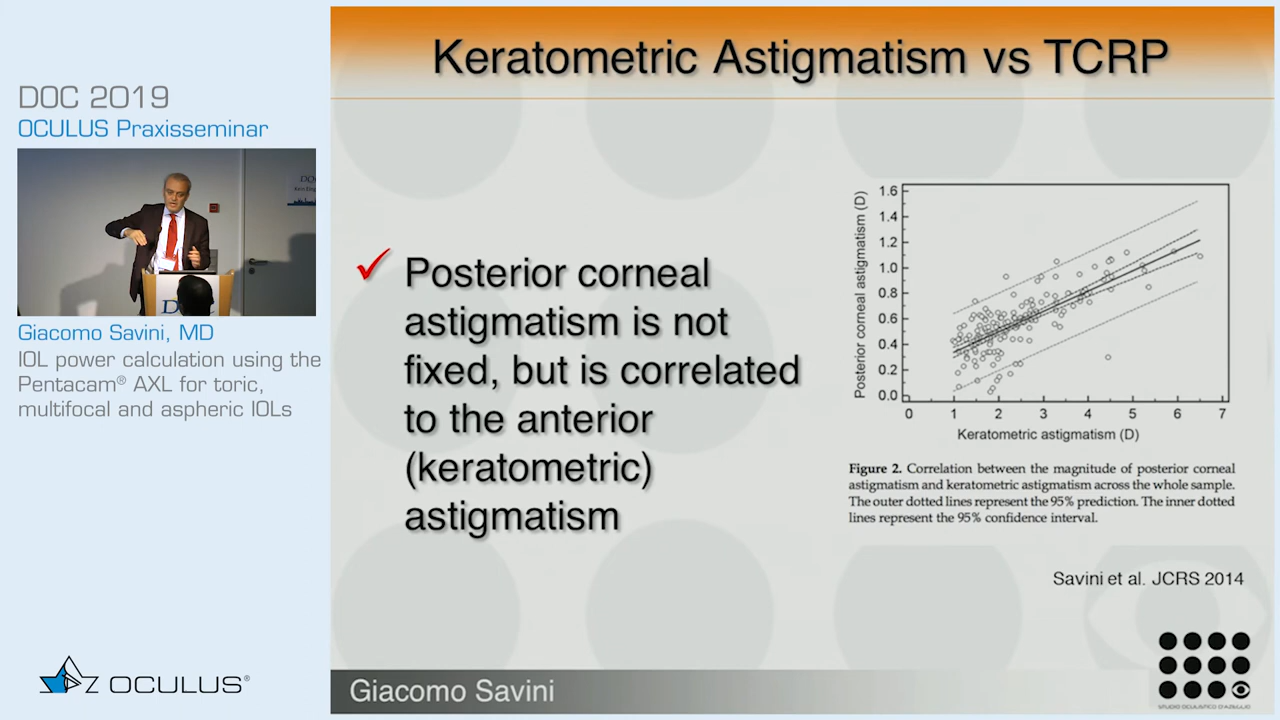 DOC 2019
OCULUS Praxisseminar
Giacomo Savini, MD
IOL power calculation using the
Pentacam® AXL for toric,
multifocal and aspheric IOLs
OCULUS®
Keratometric Astigmatism vs TCRP
✓ Posterior corneal
astigmatism is not
fixed, but is correlated
to the anterior
(keratometric)
astigmatism
Posterior corneal astigmatism (D)
1.6
1.4
1.2
1.0
0.8
0.6
0.4
0.2
0.0
0 1 2 3 4 5 6 7
Keratometric astigmatism (D)
Figure 2. Correlation between the magnitude of posterior corneal
astigmatism and keratometric astigmatism across the whole sample.
The outer dotted lines represent the 95% prediction. The inner dotted
lines represent the 95% confidence interval.
Savini et al. JCRS 2014
Giacomo Savini
STUDIO OCULISTICO D'AZEGLIO